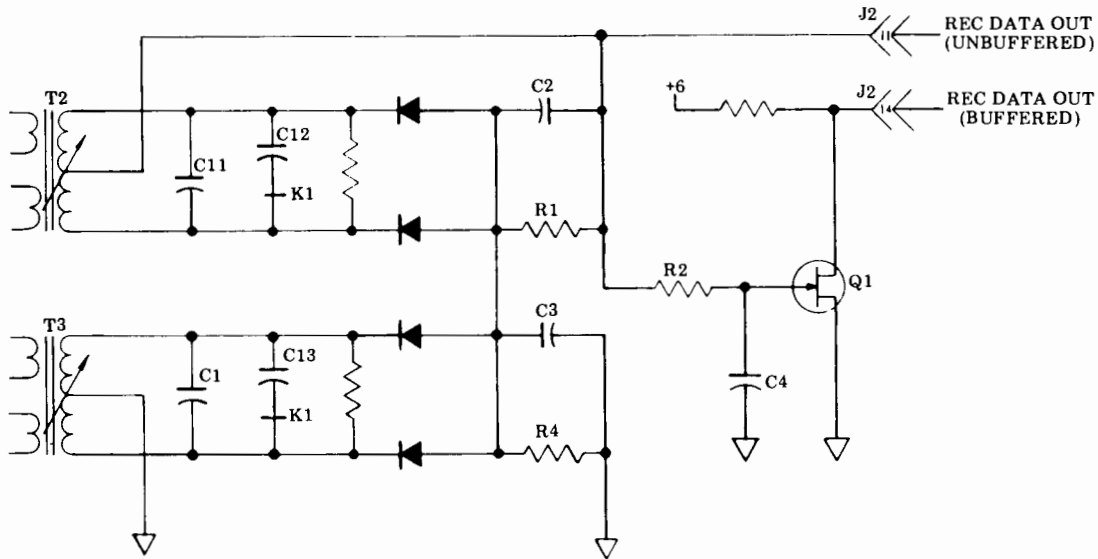 J2
11
REC DATA OUT
(UNBUFFERED)
T2
C12
C11
K1
C2
+6
J2
14
REC DATA OUT
(BUFFERED)
R1
R2
Q1
T3
C13
C1
K1
C3
C4
R4